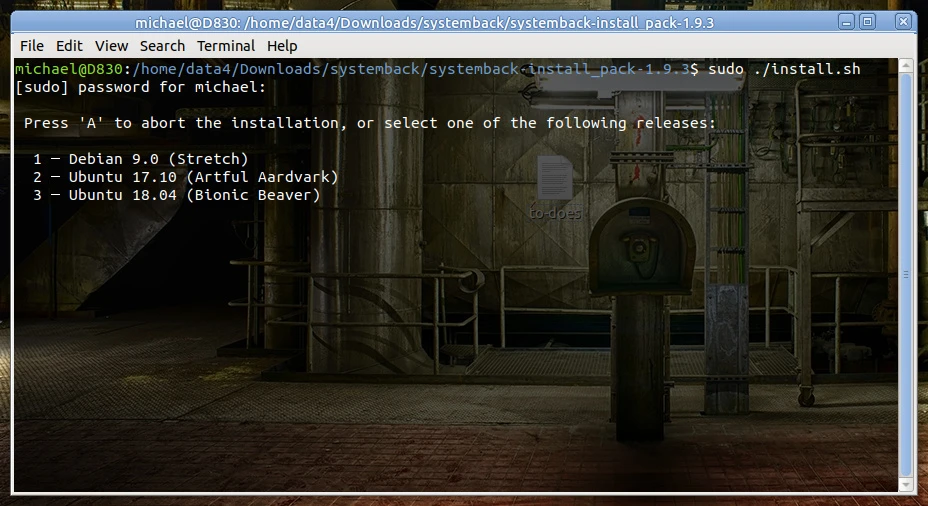 michael@D830: /home/data4/Downloads/systemback/systemback-install_pack-1.9.3
File Edit View Search Terminal Help
michael@D830:/home/data4/Downloads/systemback/systemback-install_pack-1.9.3$ sudo ./install.sh
[sudo] password for michael:
Press 'A' to abort the installation, or select one of the following releases:
1 — Debian 9.0 (Stretch)
2 — Ubuntu 17.10 (Artful Aardvark)
3 — Ubuntu 18.04 (Bionic Beaver)
to-does